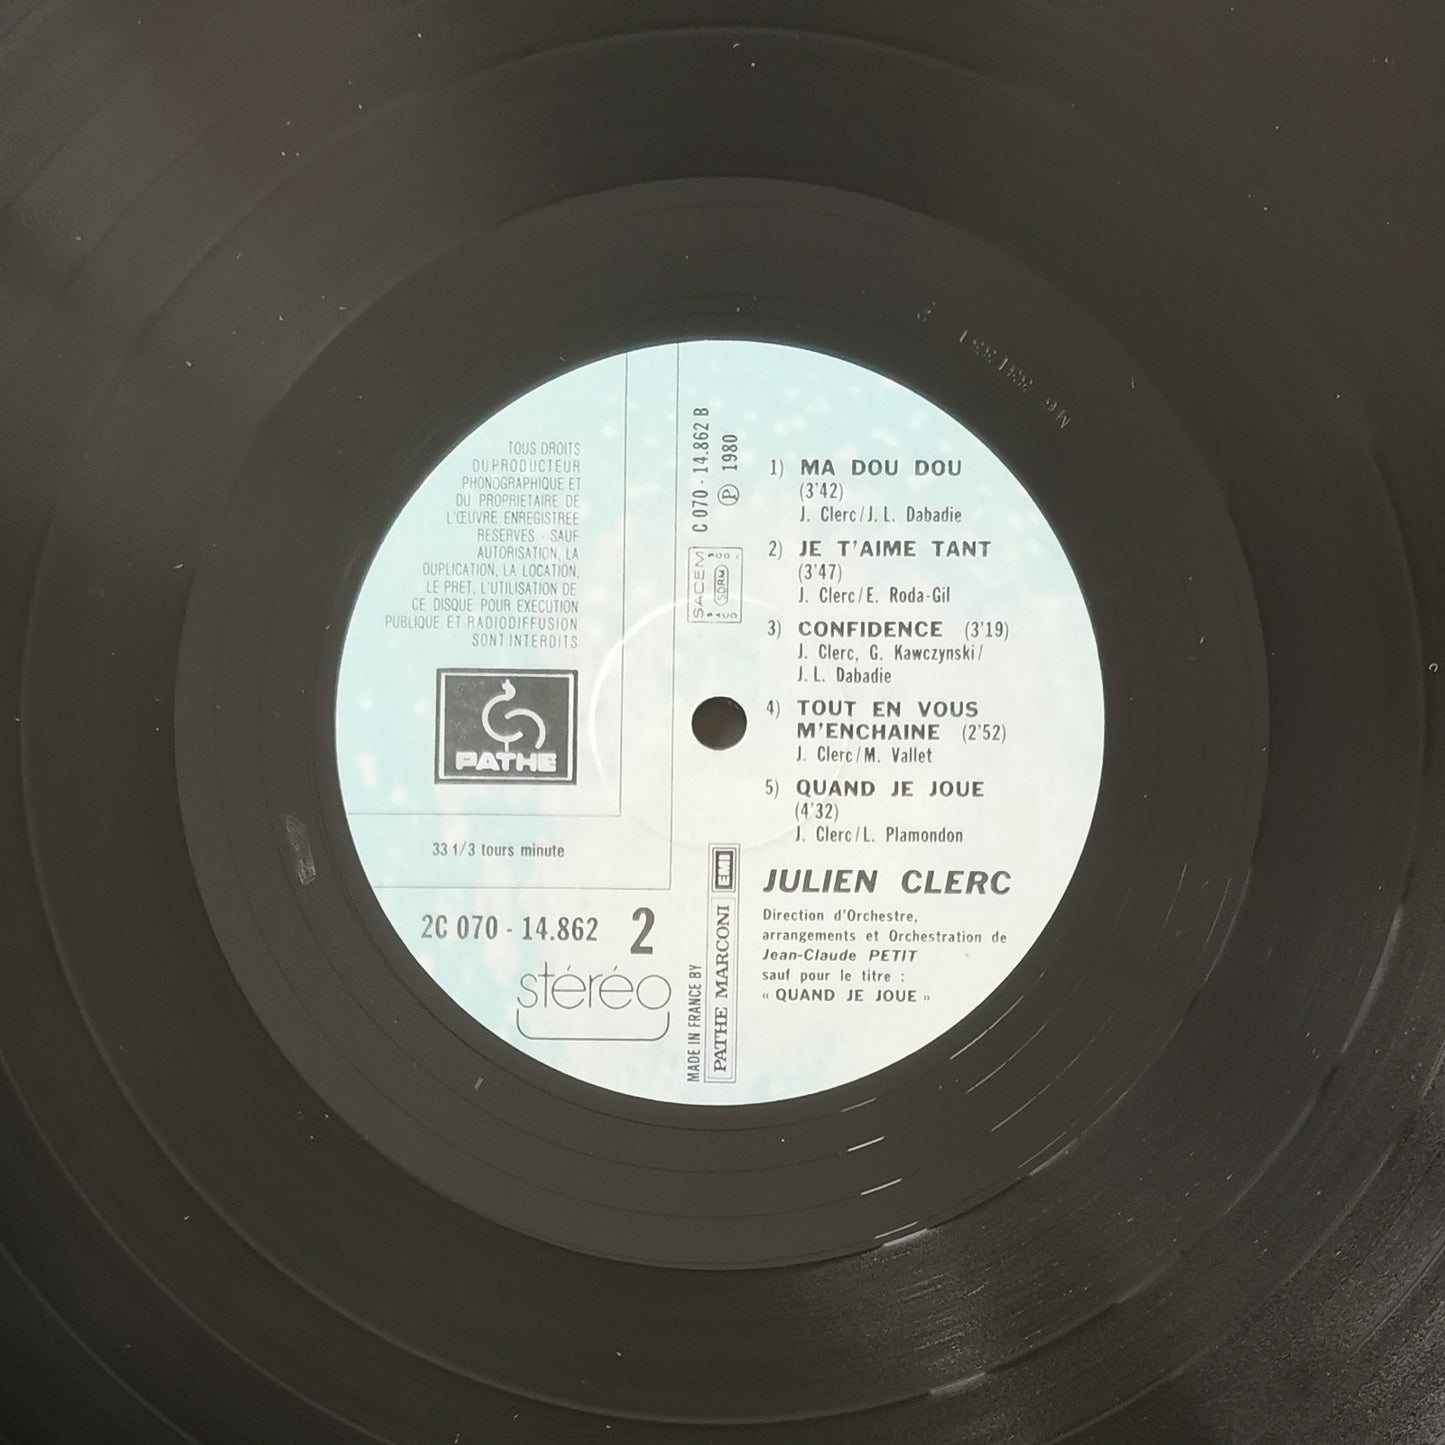 TOUS DROITS
DU PRODUCTEUR
PHONOGRAPHIQUE ET
DU PROPRIETAIRE DE
L'ŒUVRE ENREGISTREE
RESERVES - SAUF
AUTORISATION, LA
DUPLICATION, LA LOCATION,
LE PRET, L'UTILISATION DE
CE DISQUE POUR EXECUTION
PUBLIQUE ET RADIODIFFUSION
SONT INTERDITS
PATHE
33 1/3 tours minute
2C 070 - 14.862 2
stéréo
C 070 - 14.862 B
℗ 1980
SACEM
SDRM
MADE IN FRANCE BY
PATHE MARCONI EMI
1) MA DOU DOU
(3'42)
J. Clerc/J. L. Dabadie
2) JE T'AIME TANT
(3'47)
J. Clerc/E. Roda-Gil
3) CONFIDENCE (3'19)
J. Clerc, G. Kawczynski/
J. L. Dabadie
4) TOUT EN VOUS
M'ENCHAINE (2'52)
J. Clerc/M. Vallet
5) QUAND JE JOUE
(4'32)
J. Clerc/L. Plamondon
JULIEN CLERC
Direction d'Orchestre,
arrangements et Orchestration de
Jean-Claude PETIT
sauf pour le titre :
« QUAND JE JOUE »